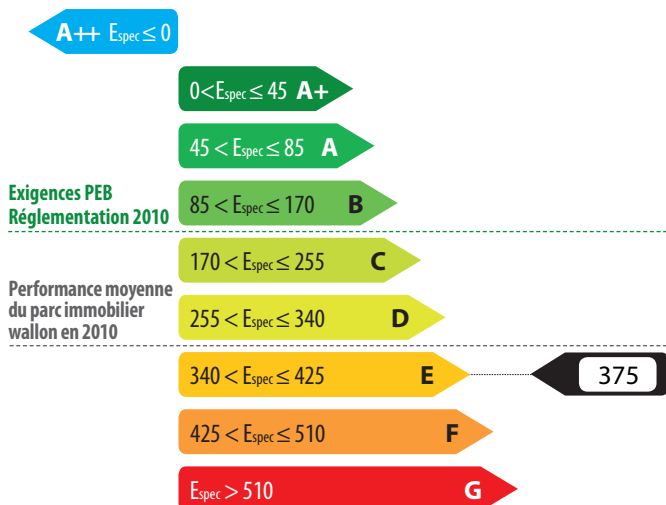 A++ Espec ≤ 0
0<Espec ≤ 45 A+
45 < Espec ≤ 85 A
Exigences PEB
Réglementation 2010
85 < Espec ≤ 170 B
170 < Espec ≤ 255 C
Performance moyenne
du parc immobilier
wallon en 2010
255 < Espec ≤ 340 D
340 < Espec ≤ 425 E
375
425 < Espec ≤ 510 F
Espec > 510 G